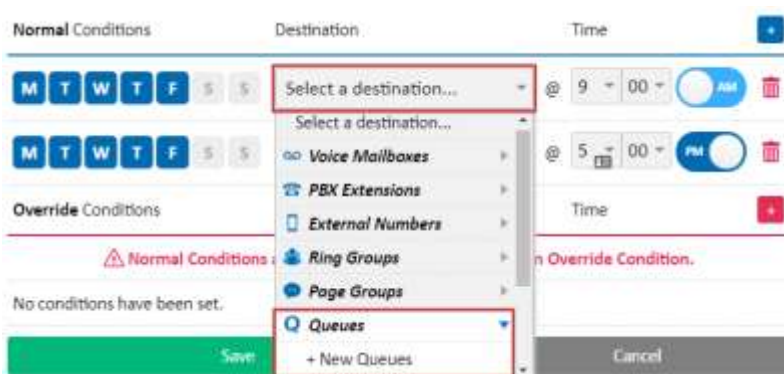 Normal Conditions Destination Time +
M T W T F S S Select a destination... @ 9 00 AM
Select a destination...
Voice Mailboxes
M T W T F S S @ 5 00 PM
PBX Extensions
Override Conditions External Numbers Time +
Normal Conditions a Ring Groups n Override Condition.
Page Groups
No conditions have been set.
Queues
Save + New Queues Cancel